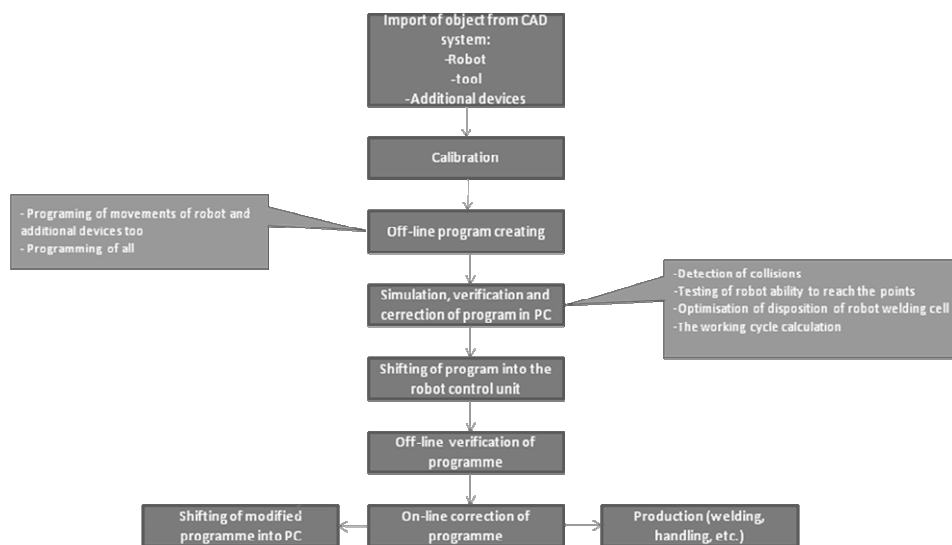 Import of object from CAD
system:
-Robot
-tool
-Additional devices
Calibration
- Programing of movements of robot and
additional devices too
- Programming of all
Off-line program creating
Simulation, verification and
cerrection of program in PC
-Detection of collisions
-Testing of robot ability to reach the points
-Optimisation of disposition of robot welding cell
-The working cycle calculation
Shifting of program into the
robot control unit
Off-line verification of
programme
Shifting of modified
programme into PC
On-line correction of
programme
Production (welding,
handling, etc.)